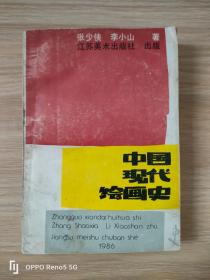 张少侠 李小山 著
江苏美术出版社 出版
中国
现代
绘画史
Zhongguo xiandai huihua shi
Zhang Shaoxia Li Xiaoshan zhu
Jiangsu meishu chuban she
1986
OPPO Reno5 5G